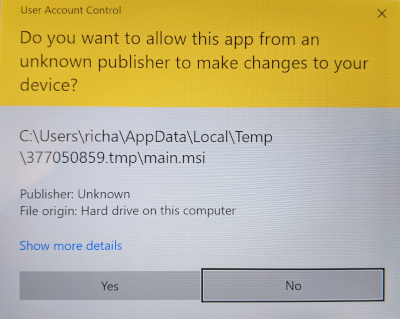 User Account Control
Do you want to allow this app from an
unknown publisher to make changes to your
device?
C:\Users\richa\AppData\Local\Temp
\377050859.tmp\main.msi
Publisher: Unknown
File origin: Hard drive on this computer
Show more details
Yes
No